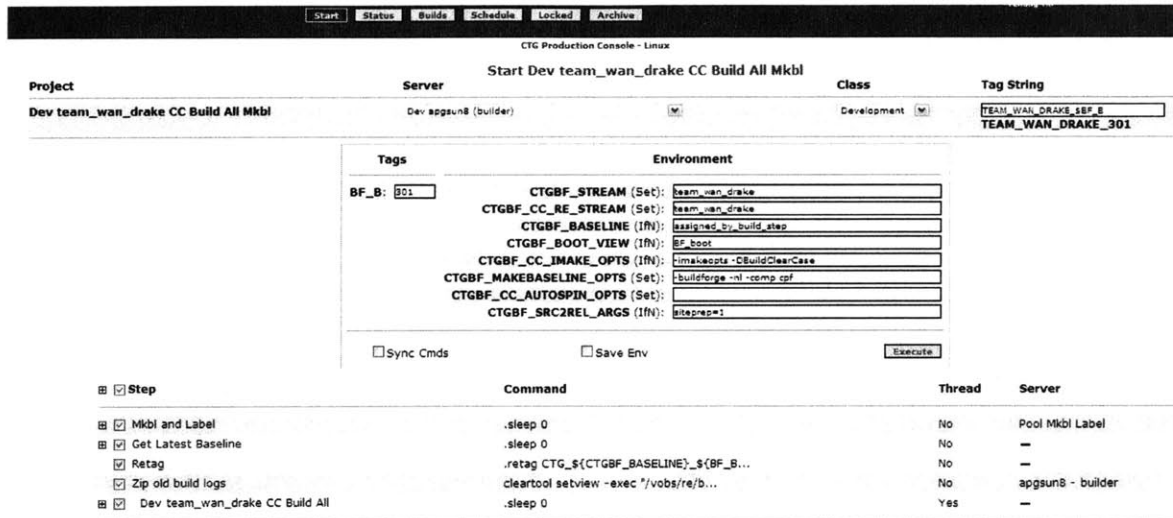 Start Status Builds Schedule Locked Archive
CTG Production Console - Linux
Start Dev team_wan_drake CC Build All Mkbl
Project Server Class Tag String
Dev team_wan_drake CC Build All Mkbl Dev apgsun8 (builder) Development TEAM_WAN_DRAKE_$BF_B
TEAM_WAN_DRAKE_301
Tags Environment
BF_B: 301 CTGBF_STREAM (Set): team_wan_drake
CTGBF_CC_RE_STREAM (Set): team_wan_drake
CTGBF_BASELINE (IfN): assigned_by_build_step
CTGBF_BOOT_VIEW (IfN): BF_boot
CTGBF_CC_IMAKE_OPTS (IfN): -imakeopts -DBuildClearCase
CTGBF_MAKEBASELINE_OPTS (Set): -buildforge -nl -comp cpf
CTGBF_CC_AUTOSPIN_OPTS (Set):
CTGBF_SRC2REL_ARGS (IfN): siteprep=1
Sync Cmds Save Env Execute
Step Command Thread Server
Mkbl and Label .sleep 0 No Pool Mkbl Label
Get Latest Baseline .sleep 0 No —
Retag .retag CTG_${CTGBF_BASELINE}_${BF_B... No —
Zip old build logs cleartool setview -exec "/vobs/re/b... No apgsun8 - builder
Dev team_wan_drake CC Build All .sleep 0 Yes —